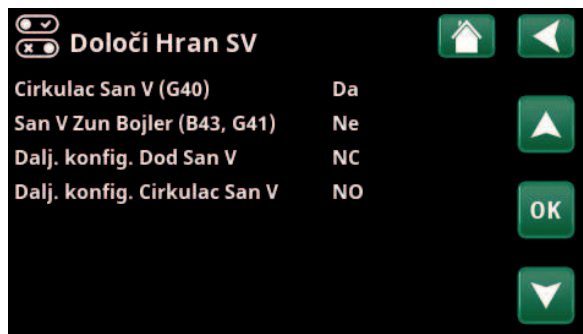 Določi Hran SV
Cirkulac San V (G40) Da
San V Zun Bojler (B43, G41) Ne
Dalj. konfig. Dod San V NC
Dalj. konfig. Cirkulac San V NO
OK